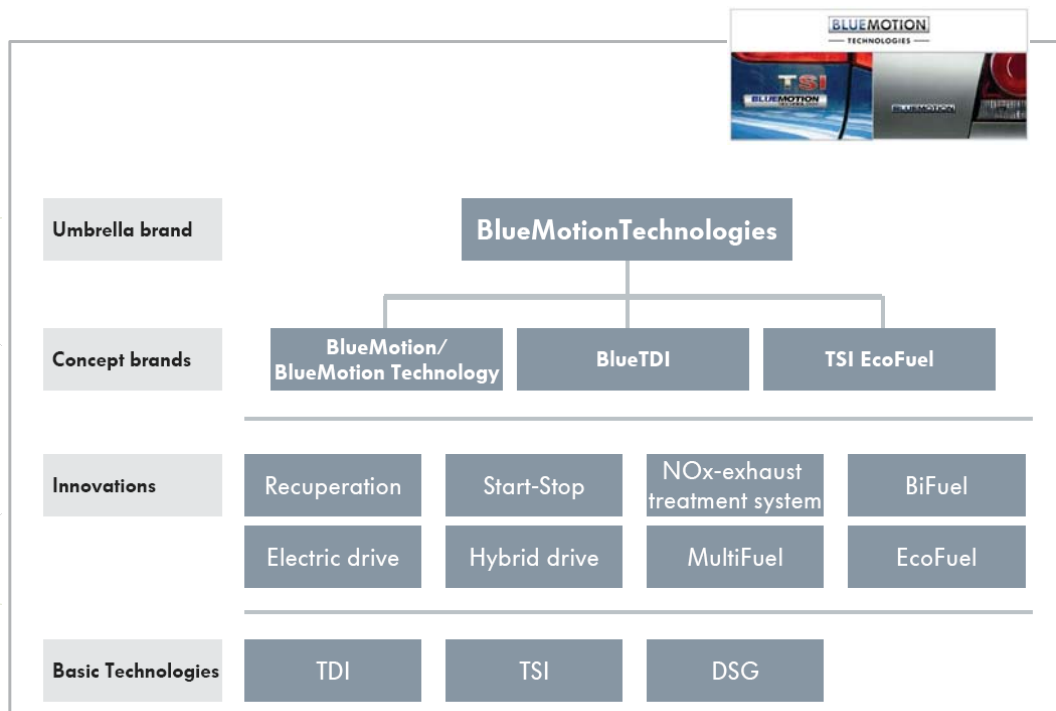 BLUEMOTION
TECHNOLOGIES
TSI
BLUEMOTION
BLUEMOTION
Umbrella brand
BlueMotionTechnologies
Concept brands
BlueMotion/
BlueMotion Technology
BlueTDI
TSI EcoFuel
Innovations
Recuperation
Start-Stop
NOx-exhaust
treatment system
BiFuel
Electric drive
Hybrid drive
MultiFuel
EcoFuel
Basic Technologies
TDI
TSI
DSG